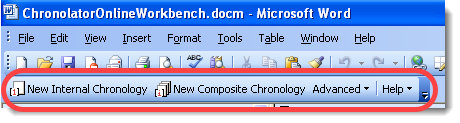 ChronolatorOnlineWorkbench.docm - Microsoft Word
File Edit View Insert Format Tools Table Window Help
New Internal Chronology New Composite Chronology Advanced Help